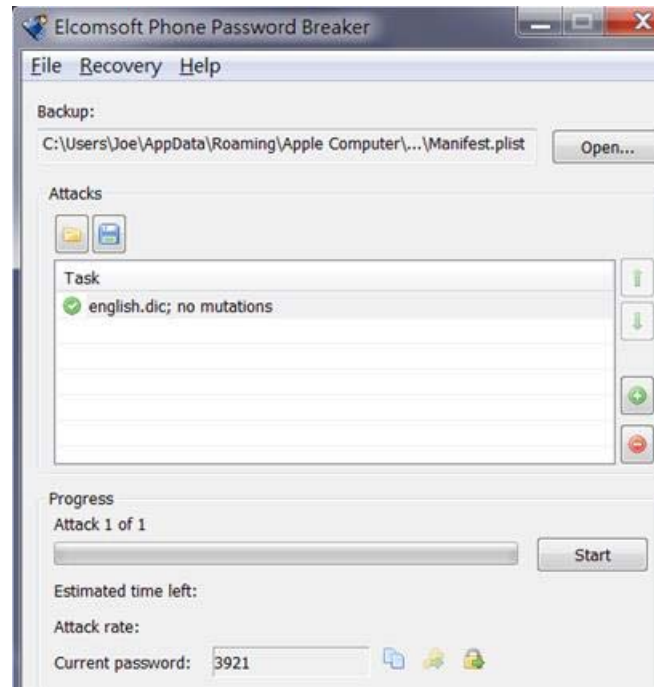 Elcomsoft Phone Password Breaker
File Recovery Help
Backup:
C:\Users\Joe\AppData\Roaming\Apple Computer\...\Manifest.plist Open...
Attacks
Task
english.dic; no mutations
Progress
Attack 1 of 1
Start
Estimated time left:
Attack rate:
Current password: 3921